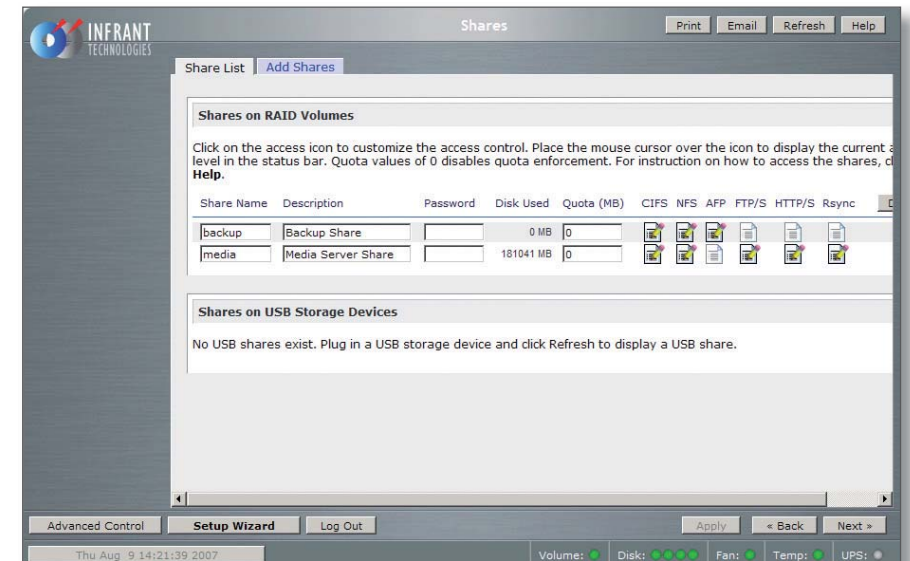 INFRANT
TECHNOLOGIES
Shares
Print Email Refresh Help
Share List Add Shares
Shares on RAID Volumes
Click on the access icon to customize the access control. Place the mouse cursor over the icon to display the current
level in the status bar. Quota values of 0 disables quota enforcement. For instruction on how to access the shares,
Help.
Share Name Description Password Disk Used Quota (MB) CIFS NFS AFP FTP/S HTTP/S Rsync
backup Backup Share 0 MB 0
media Media Server Share 181041 MB 0
Shares on USB Storage Devices
No USB shares exist. Plug in a USB storage device and click Refresh to display a USB share.
Advanced Control Setup Wizard Log Out Apply « Back Next »
Thu Aug 9 14:21:39 2007 Volume: Disk: Fan: Temp: UPS: